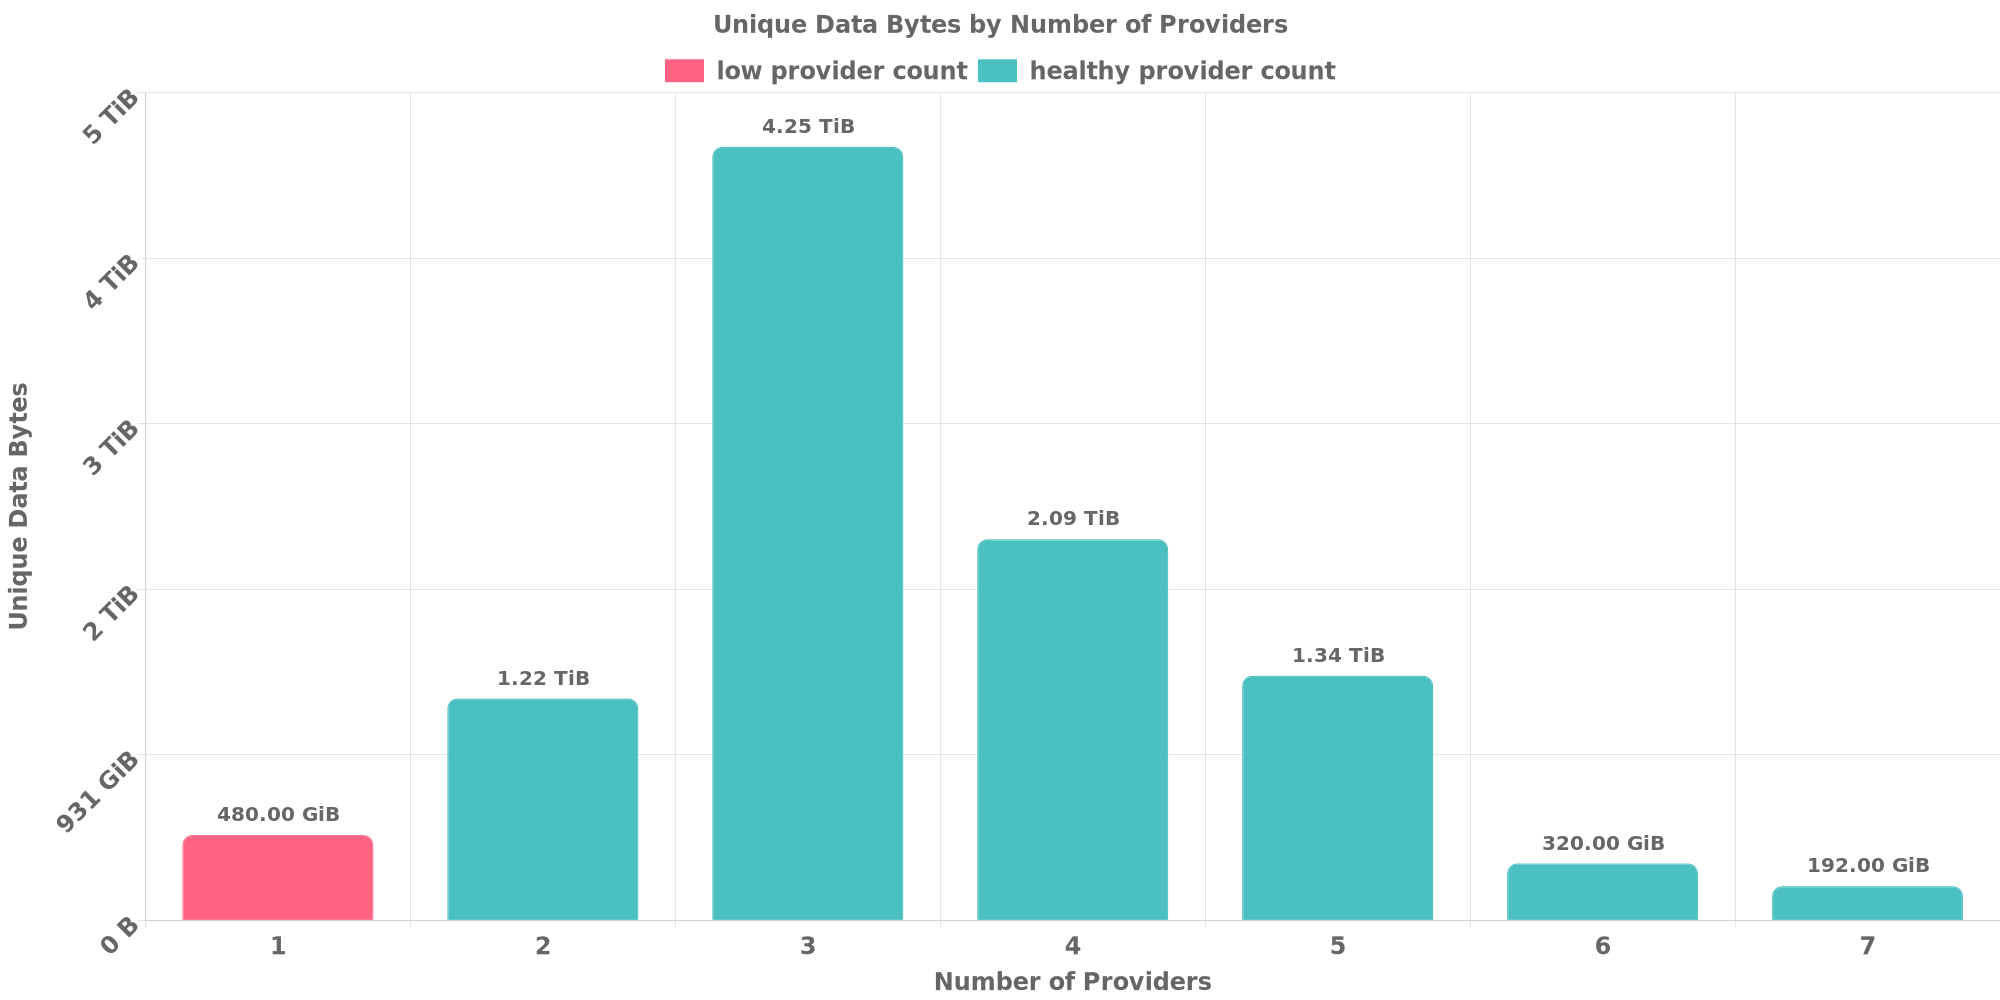 Unique Data Bytes by Number of Providers
low provider count healthy provider count
5 TiB
4 TiB
3 TiB
2 TiB
931 GiB
0 B
Unique Data Bytes
480.00 GiB
1.22 TiB
4.25 TiB
2.09 TiB
1.34 TiB
320.00 GiB
192.00 GiB
1 2 3 4 5 6 7
Number of Providers